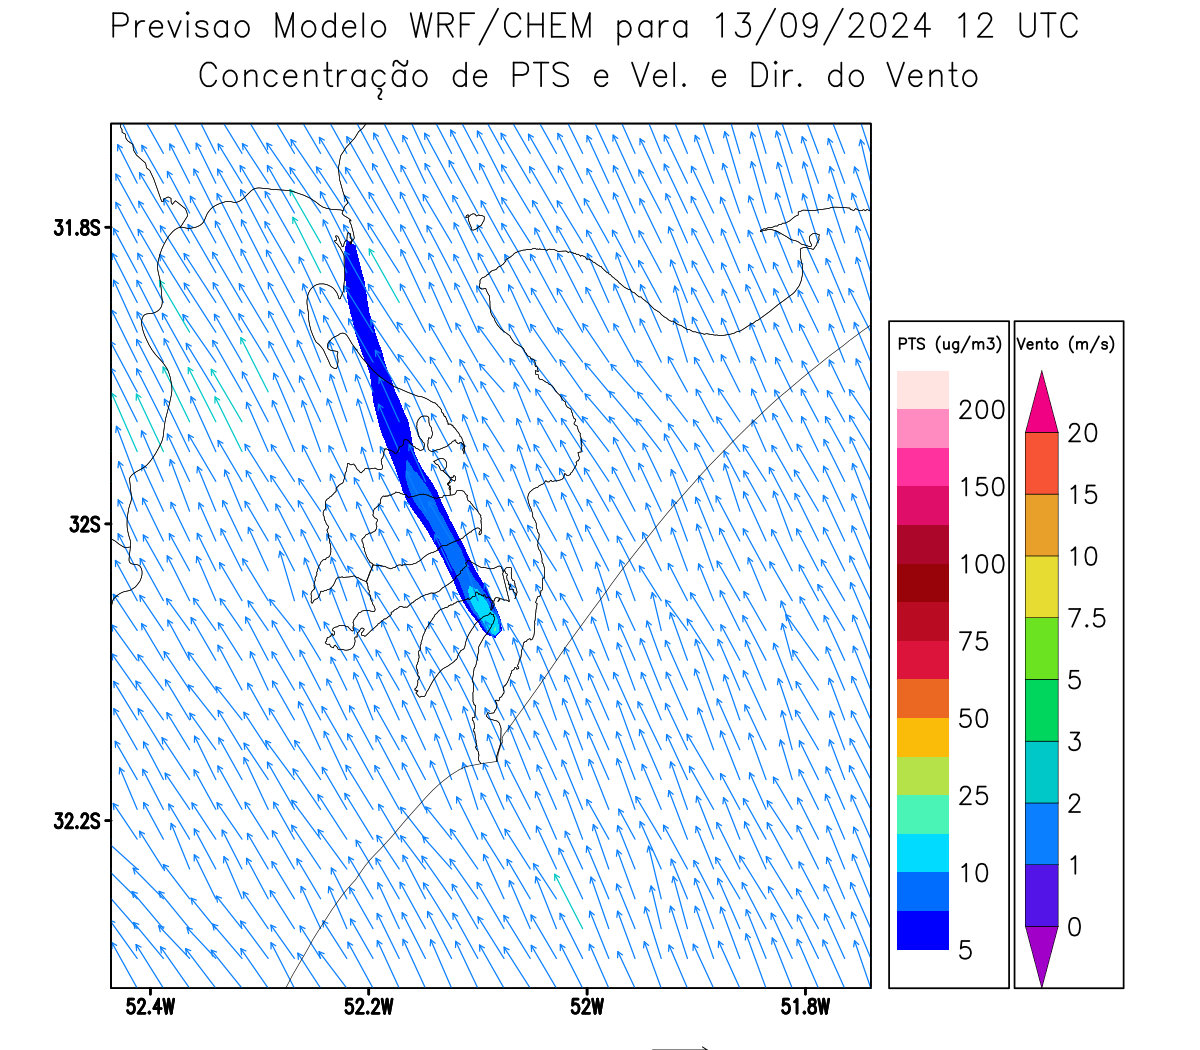 Previsao Modelo WRF/CHEM para 13/09/2024 12 UTC
Concentração de PTS e Vel. e Dir. do Vento
31.8S
32S
32.2S
52.4W 52.2W 52W 51.8W
PTS (ug/m3)
200
150
100
75
50
25
10
5
Vento (m/s)
20
15
10
7.5
5
3
2
1
0